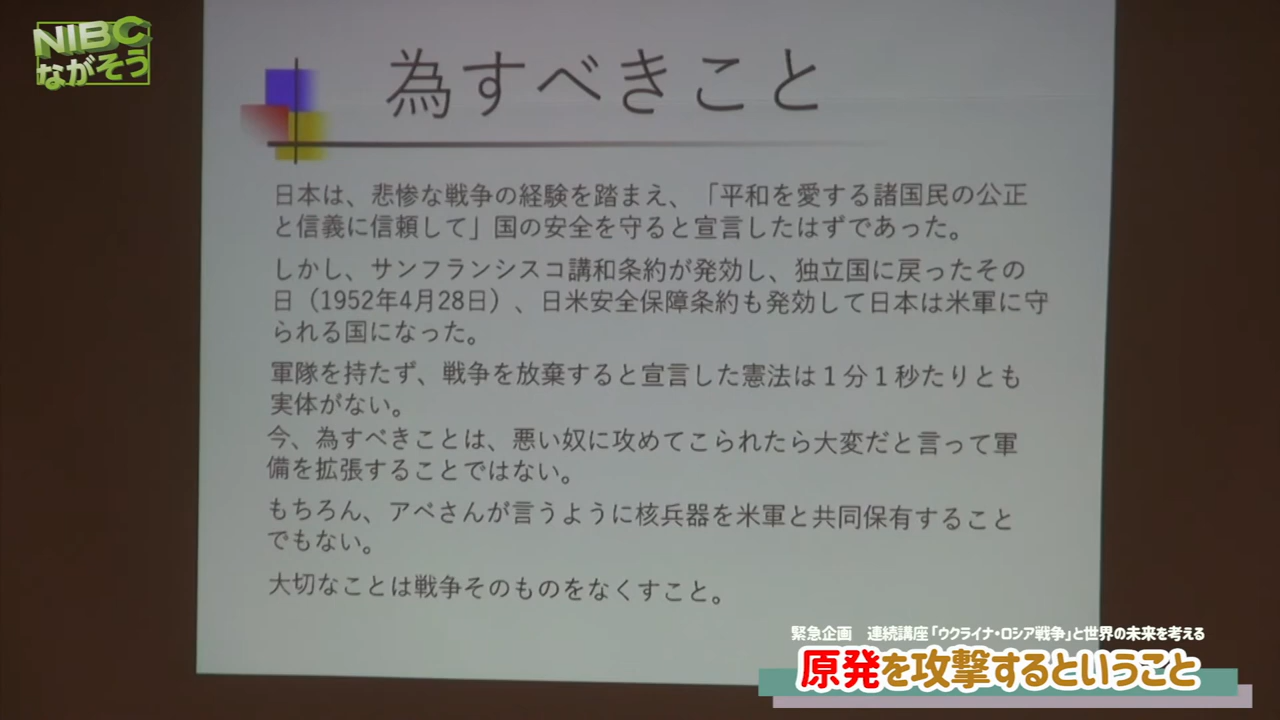 NIBC
ながそう
為すべきこと
日本は、悲惨な戦争の経験を踏まえ、「平和を愛する諸国民の公正
と信義に信頼して」国の安全を守ると宣言したはずであった。
しかし、サンフランシスコ講和条約が発効し、独立国に戻ったその
日（1952年4月28日）、日米安全保障条約も発効して日本は米軍に守
られる国になった。
軍隊を持たず、戦争を放棄すると宣言した憲法は１分１秒たりとも
実体がない。
今、為すべきことは、悪い奴に攻めてこられたら大変だと言って軍
備を拡張することではない。
もちろん、アベさんが言うように核兵器を米軍と共同保有すること
でもない。
大切なことは戦争そのものをなくすこと。
緊急企画　連続講座「ウクライナ・ロシア戦争」と世界の未来を考える
原発を攻撃するということ